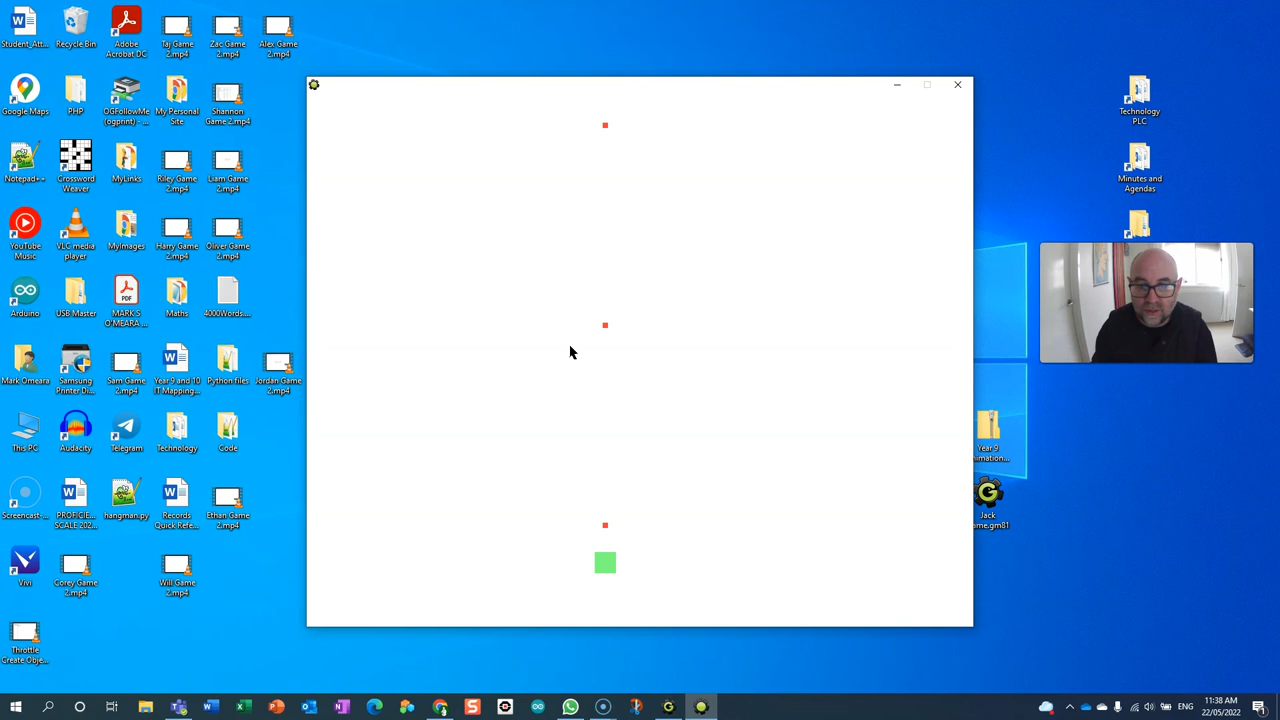 Student_Att...
Recycle Bin
Adobe
Acrobat DC
Taj Game
2.mp4
Zac Game
2.mp4
Alex Game
2.mp4
Google Maps
PHP
OGFollowMe
(ogprint) - ...
My Personal
Site
Shannon
Game 2.mp4
Notepad++
Crossword
Weaver
MyLinks
Riley Game
2.mp4
Liam Game
2.mp4
YouTube
Music
VLC media
player
MyImages
Harry Game
2.mp4
Oliver Game
2.mp4
Arduino
USB Master
MARK S
O'MEARA ...
Maths
4000Words....
Mark Omeara
Samsung
Printer Di...
Sam Game
2.mp4
Year 9 and 10
IT Mapping...
Python files
Jordan Game
2.mp4
This PC
Audacity
Telegram
Technology
Code
Screencast-...
PROFICIE...
SCALE 202...
hangman.py
Records
Quick Refe...
Ethan Game
2.mp4
Vivi
Corey Game
2.mp4
Will Game
2.mp4
Throttle
Create Obje...
Technology
PLC
Minutes and
Agendas
Year 9
nimation...
Jack
ame.gm81
ENG
11:38 AM
22/05/2022